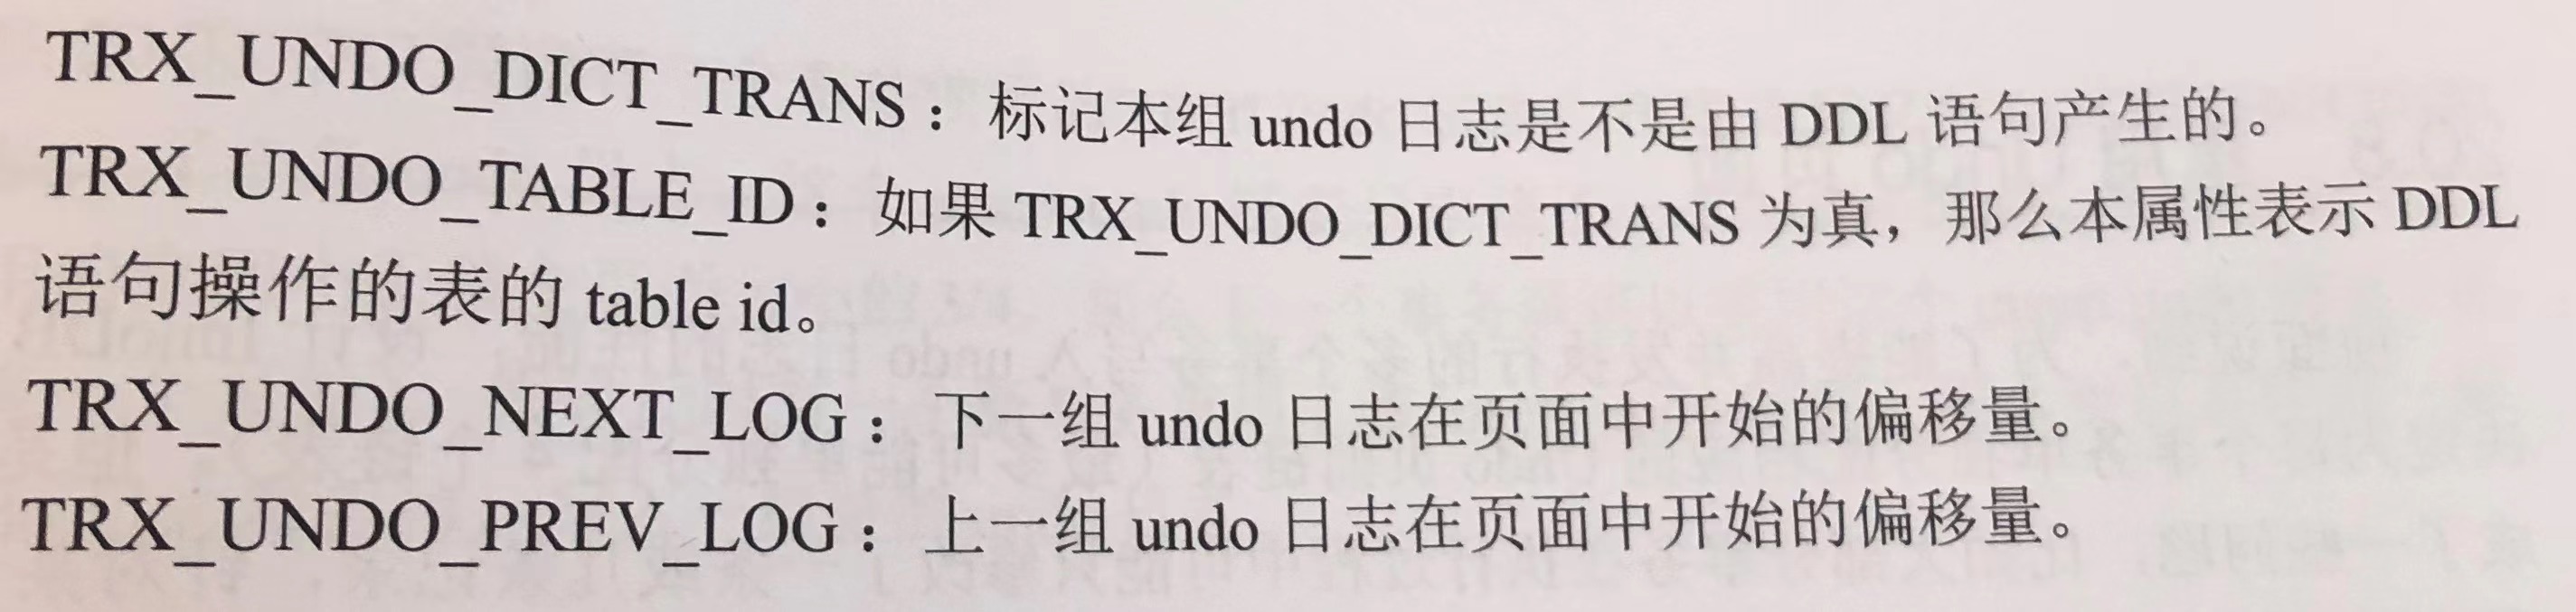 TRX_UNDO_DICT_TRANS：标记本组 undo 日志是不是由 DDL 语句产生的。
TRX_UNDO_TABLE_ID：如果 TRX_UNDO_DICT_TRANS 为真，那么本属性表示 DDL
语句操作的表的 table id。
TRX_UNDO_NEXT_LOG：下一组 undo 日志在页面中开始的偏移量。
TRX_UNDO_PREV_LOG：上一组 undo 日志在页面中开始的偏移量。